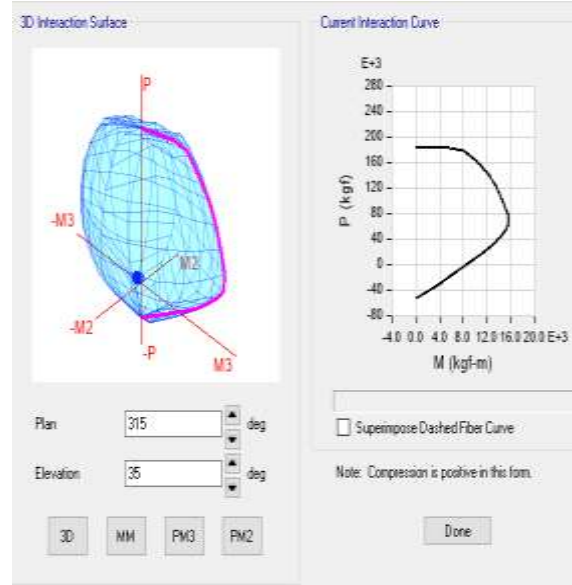 3D Interaction Surface
P
-M3
M2
-M2
-P
M3
Plan 315 deg
Elevation 35 deg
3D MM PM3 PM2
Current Interaction Curve
E+3
280
240
200
160
120
80
40
0
-40
-80
P (kgf)
-4.0 0.0 4.0 8.0 12.0 16.0 20.0 E+3
M (kgf-m)
Superimpose Dashed Fiber Curve
Note: Compression is positive in this form.
Done